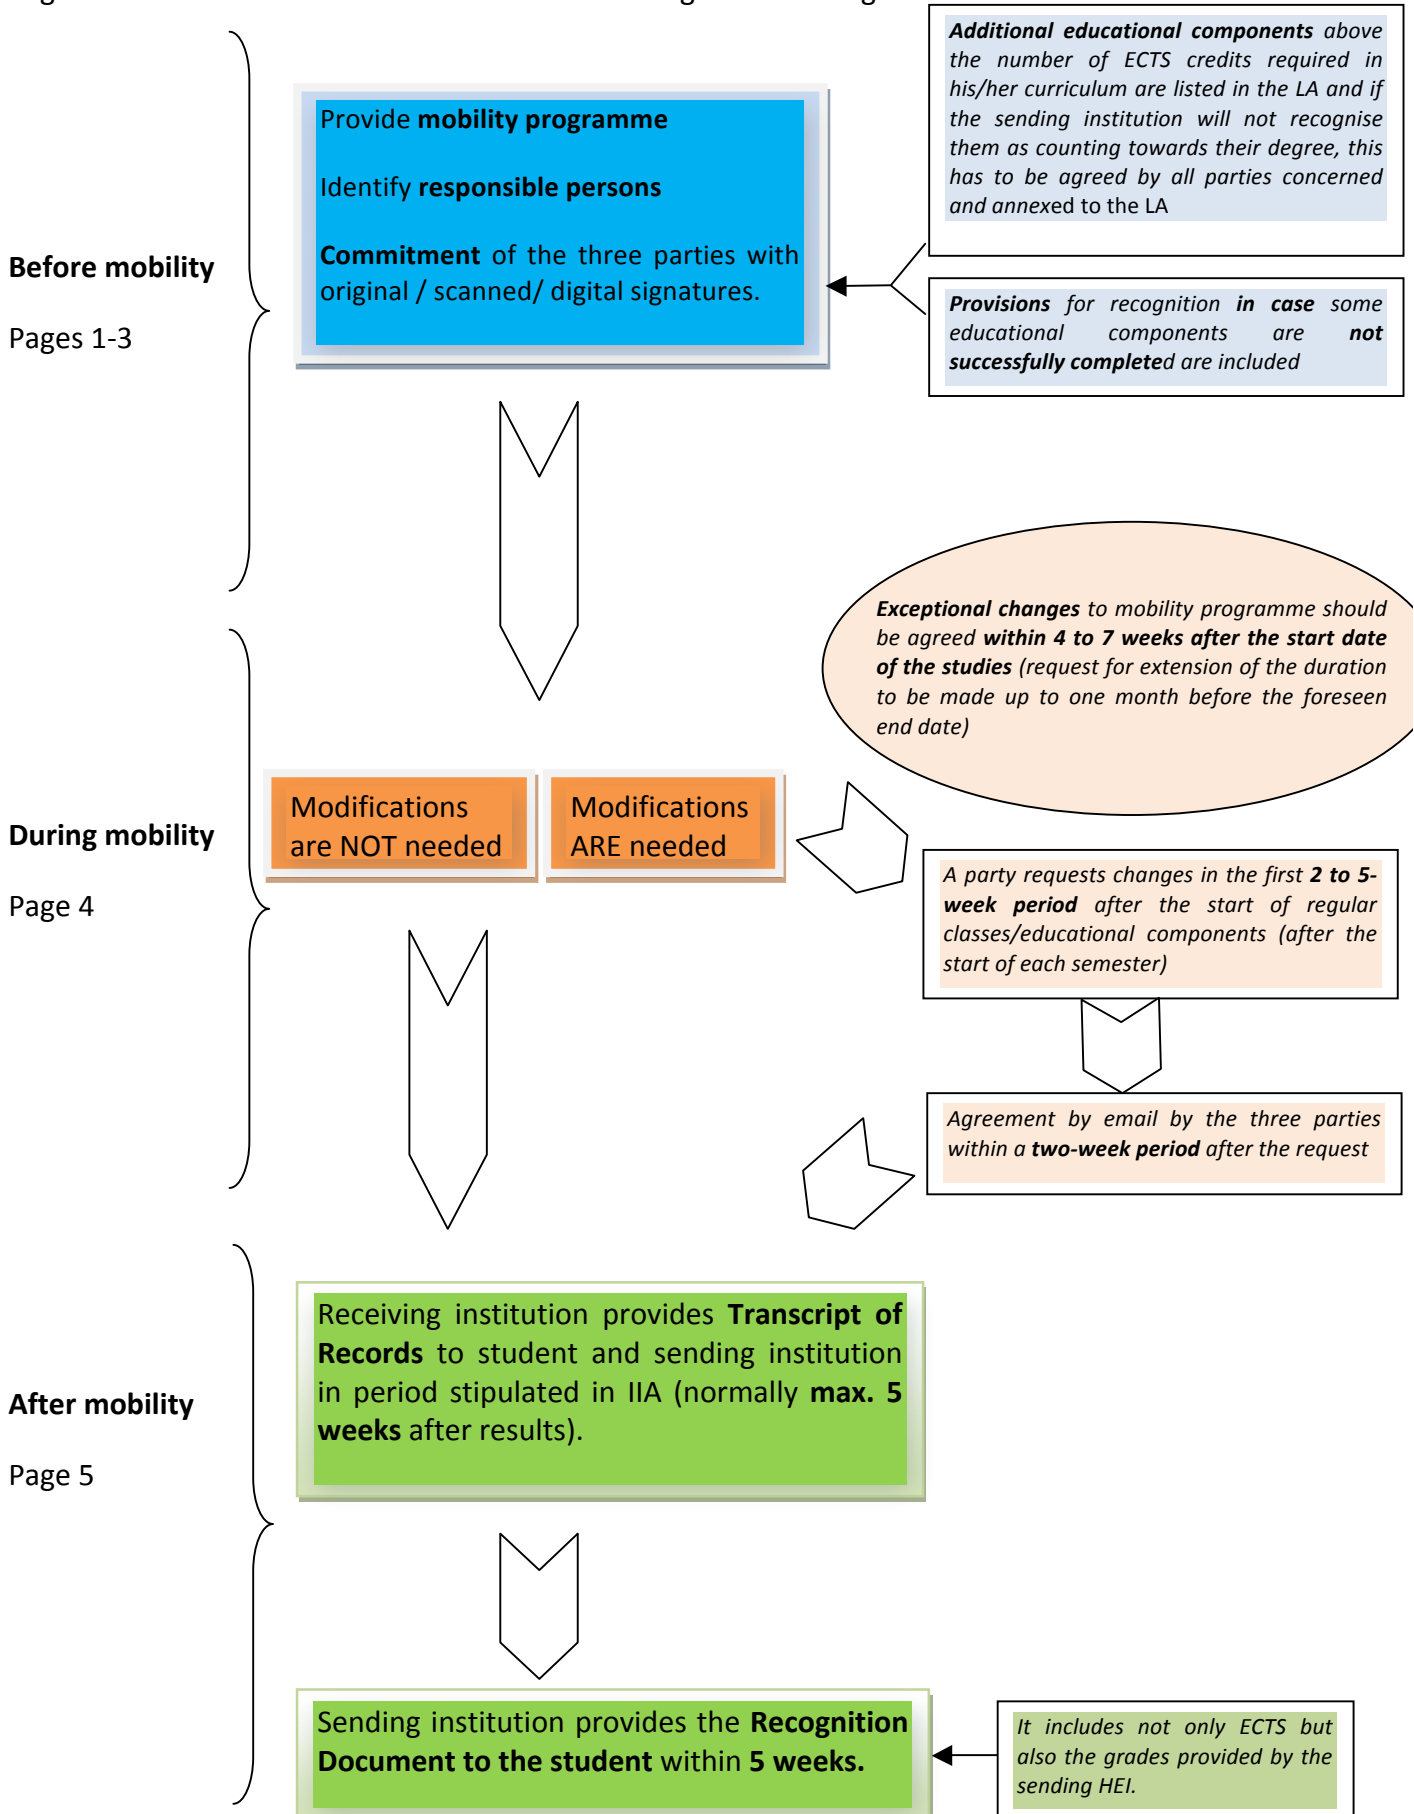 Additional educational components above
the number of ECTS credits required in
his/her curriculum are listed in the LA and if
the sending institution will not recognise
them as counting towards their degree, this
has to be agreed by all parties concerned
and annexed to the LA
Provide mobility programme
Identify responsible persons
Commitment of the three parties with
original / scanned/ digital signatures.
Before mobility
Pages 1-3
Provisions for recognition in case some
educational components are not
successfully completed are included
Exceptional changes to mobility programme should
be agreed within 4 to 7 weeks after the start date
of the studies (request for extension of the duration
to be made up to one month before the foreseen
end date)
During mobility
Page 4
Modifications
are NOT needed
Modifications
ARE needed
A party requests changes in the first 2 to 5-
week period after the start of regular
classes/educational components (after the
start of each semester)
Agreement by email by the three parties
within a two-week period after the request
After mobility
Page 5
Receiving institution provides Transcript of
Records to student and sending institution
in period stipulated in IIA (normally max. 5
weeks after results).
Sending institution provides the Recognition
Document to the student within 5 weeks.
It includes not only ECTS but
also the grades provided by the
sending HEI.